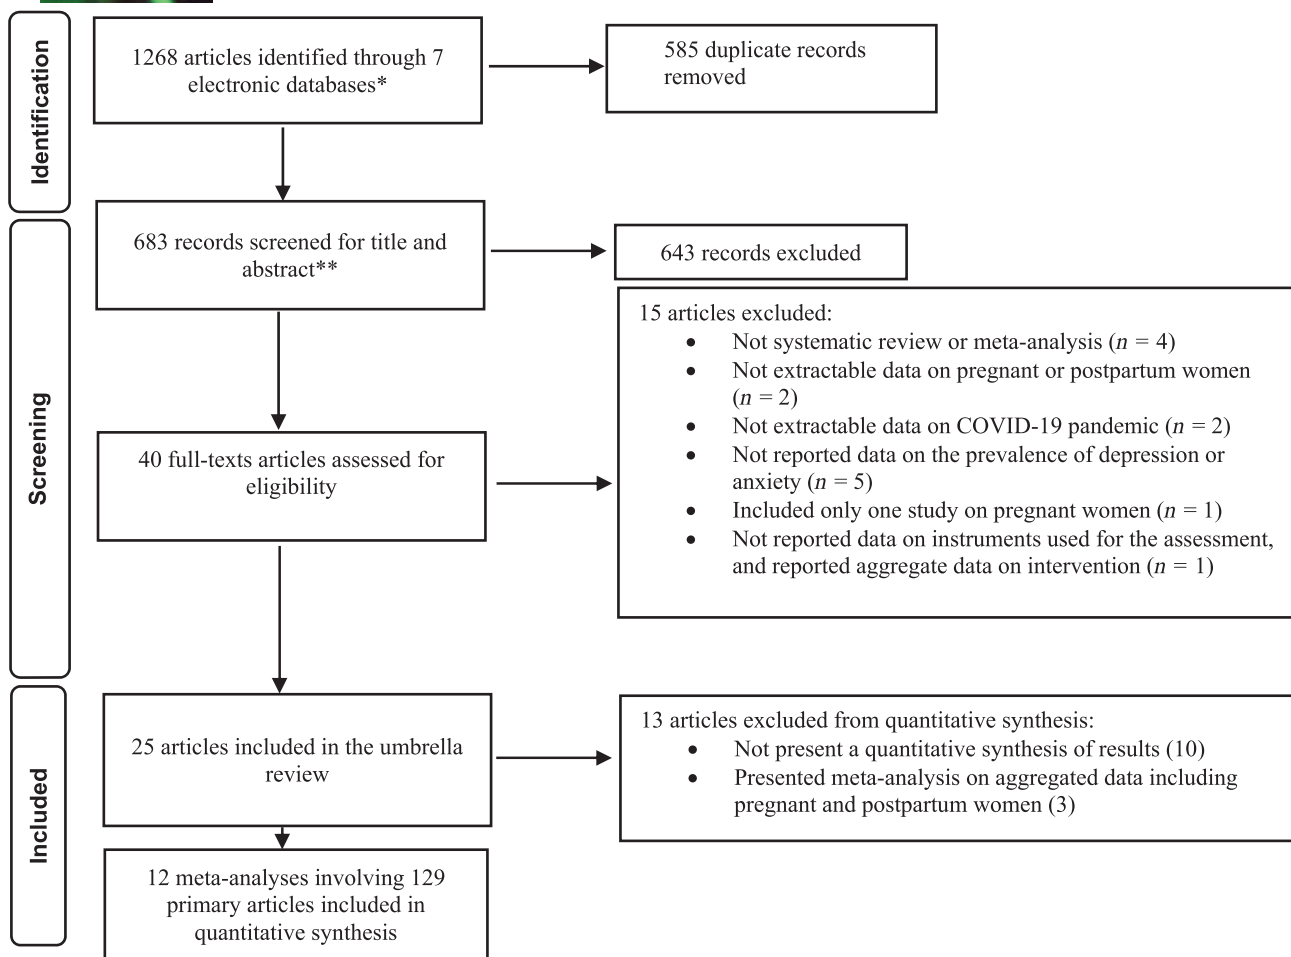 Identification
1268 articles identified through 7
electronic databases*
585 duplicate records
removed
Screening
683 records screened for title and
abstract**
643 records excluded
40 full-texts articles assessed for
eligibility
15 articles excluded:
• Not systematic review or meta-analysis (n = 4)
• Not extractable data on pregnant or postpartum women
(n = 2)
• Not extractable data on COVID-19 pandemic (n = 2)
• Not reported data on the prevalence of depression or
anxiety (n = 5)
• Included only one study on pregnant women (n = 1)
• Not reported data on instruments used for the assessment,
and reported aggregate data on intervention (n = 1)
Included
25 articles included in the umbrella
review
13 articles excluded from quantitative synthesis:
• Not present a quantitative synthesis of results (10)
• Presented meta-analysis on aggregated data including
pregnant and postpartum women (3)
12 meta-analyses involving 129
primary articles included in
quantitative synthesis